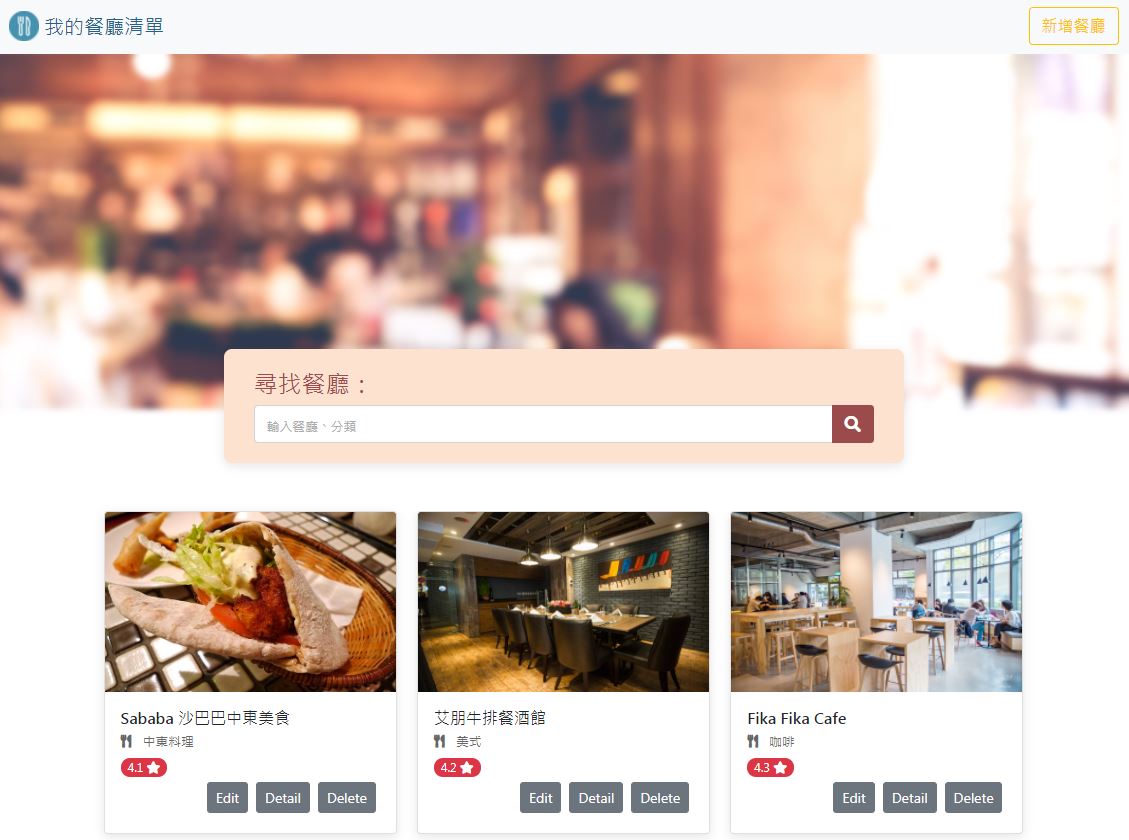 我的餐廳清單
新增餐廳
尋找餐廳：
輸入餐廳、分類
Sababa 沙巴巴中東美食
中東料理
4.1
Edit Detail Delete
艾朋牛排餐酒館
美式
4.2
Edit Detail Delete
Fika Fika Cafe
咖啡
4.3
Edit Detail Delete